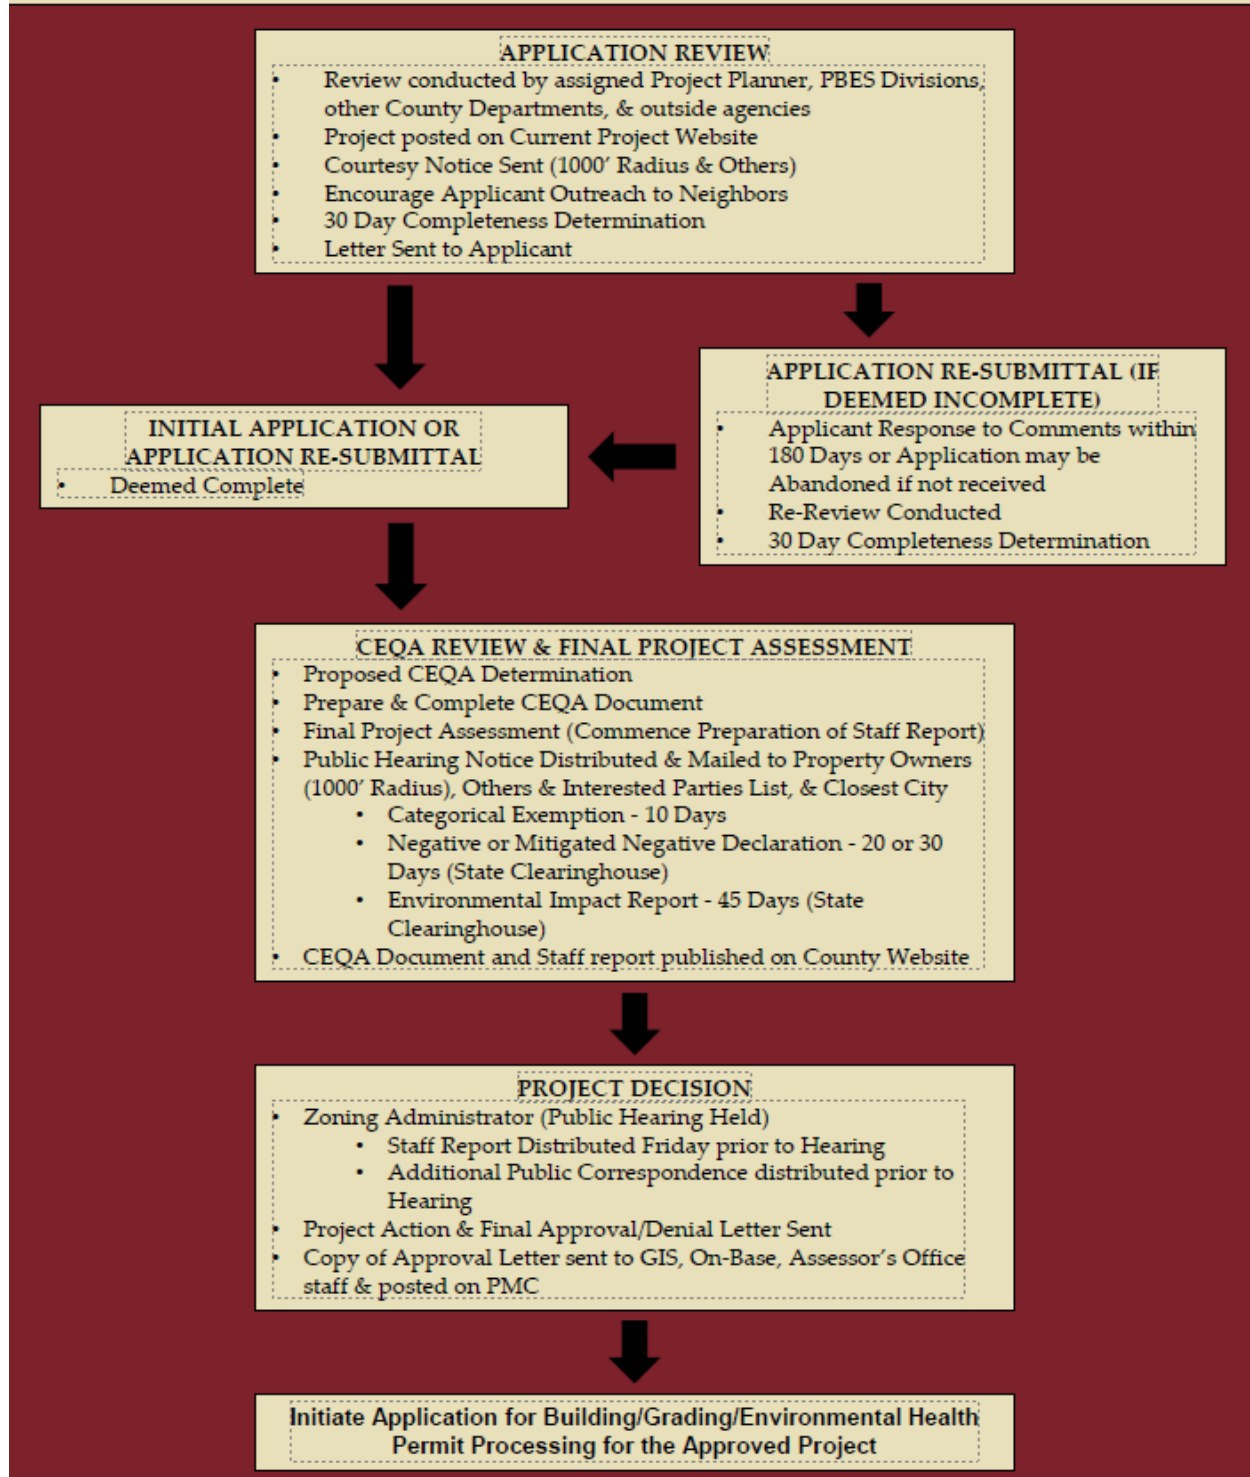 APPLICATION REVIEW
• Review conducted by assigned Project Planner, PBES Divisions,
other County Departments, & outside agencies
• Project posted on Current Project Website
• Courtesy Notice Sent (1000’ Radius & Others)
• Encourage Applicant Outreach to Neighbors
• 30 Day Completeness Determination
• Letter Sent to Applicant
APPLICATION RE-SUBMITTAL (IF
DEEMED INCOMPLETE)
• Applicant Response to Comments within
180 Days or Application may be
Abandoned if not received
• Re-Review Conducted
• 30 Day Completeness Determination
INITIAL APPLICATION OR
APPLICATION RE-SUBMITTAL
• Deemed Complete
CEQA REVIEW & FINAL PROJECT ASSESSMENT
• Proposed CEQA Determination
• Prepare & Complete CEQA Document
• Final Project Assessment (Commence Preparation of Staff Report)
• Public Hearing Notice Distributed & Mailed to Property Owners
(1000’ Radius), Others & Interested Parties List, & Closest City
• Categorical Exemption - 10 Days
• Negative or Mitigated Negative Declaration - 20 or 30
Days (State Clearinghouse)
• Environmental Impact Report - 45 Days (State
Clearinghouse)
• CEQA Document and Staff report published on County Website
PROJECT DECISION
• Zoning Administrator (Public Hearing Held)
• Staff Report Distributed Friday prior to Hearing
• Additional Public Correspondence distributed prior to
Hearing
• Project Action & Final Approval/Denial Letter Sent
• Copy of Approval Letter sent to GIS, On-Base, Assessor’s Office
staff & posted on PMC
Initiate Application for Building/Grading/Environmental Health
Permit Processing for the Approved Project